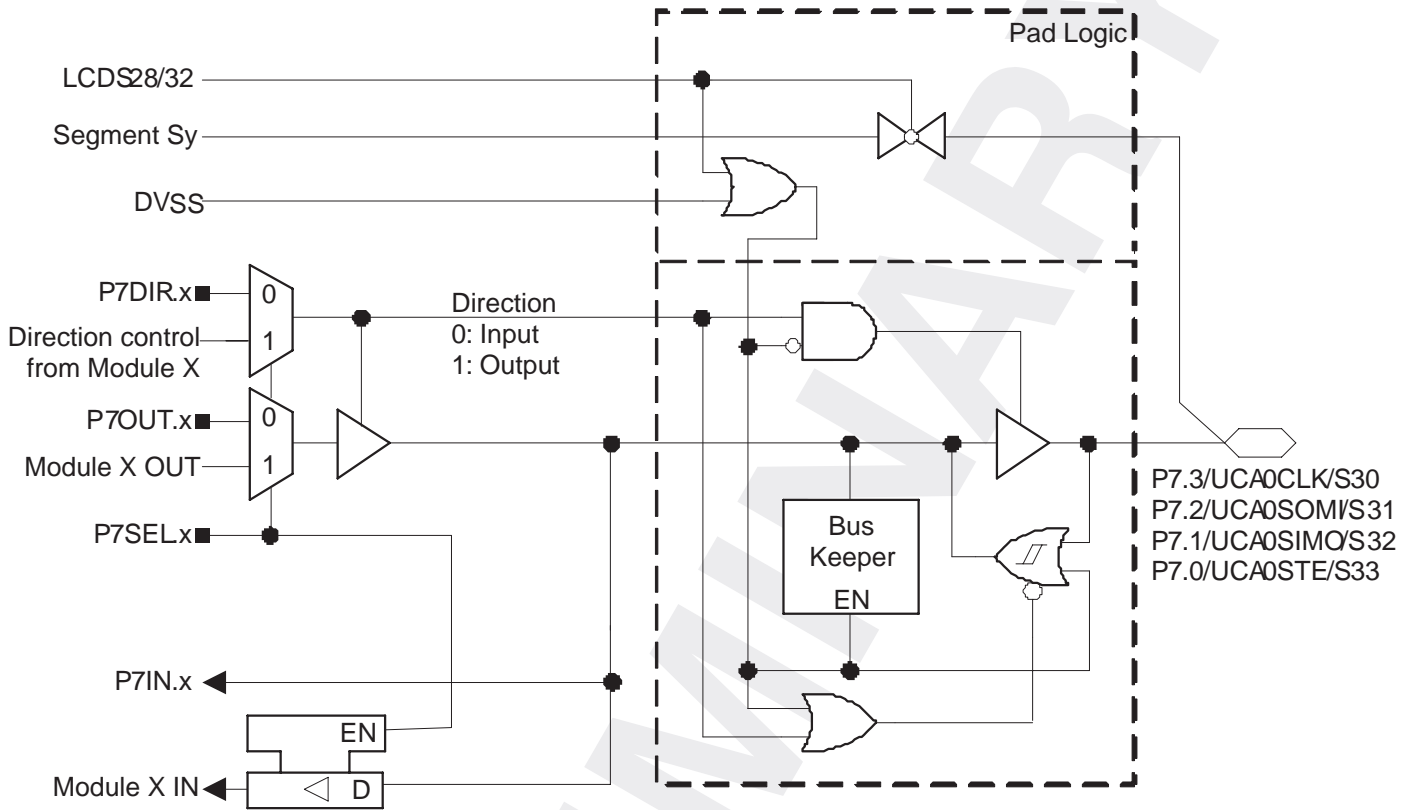 Pad Logic
LCDS28/32
Segment Sy
DVSS
P7DIR.x
0
Direction control
from Module X
1
Direction
0: Input
1: Output
P7OUT.x
0
Module X OUT
1
P7SEL.x
Bus
Keeper
EN
P7.3/UCA0CLK/S30
P7.2/UCA0SOMI/S31
P7.1/UCA0SIMO/S32
P7.0/UCA0STE/S33
P7IN.x
EN
Module X IN
D